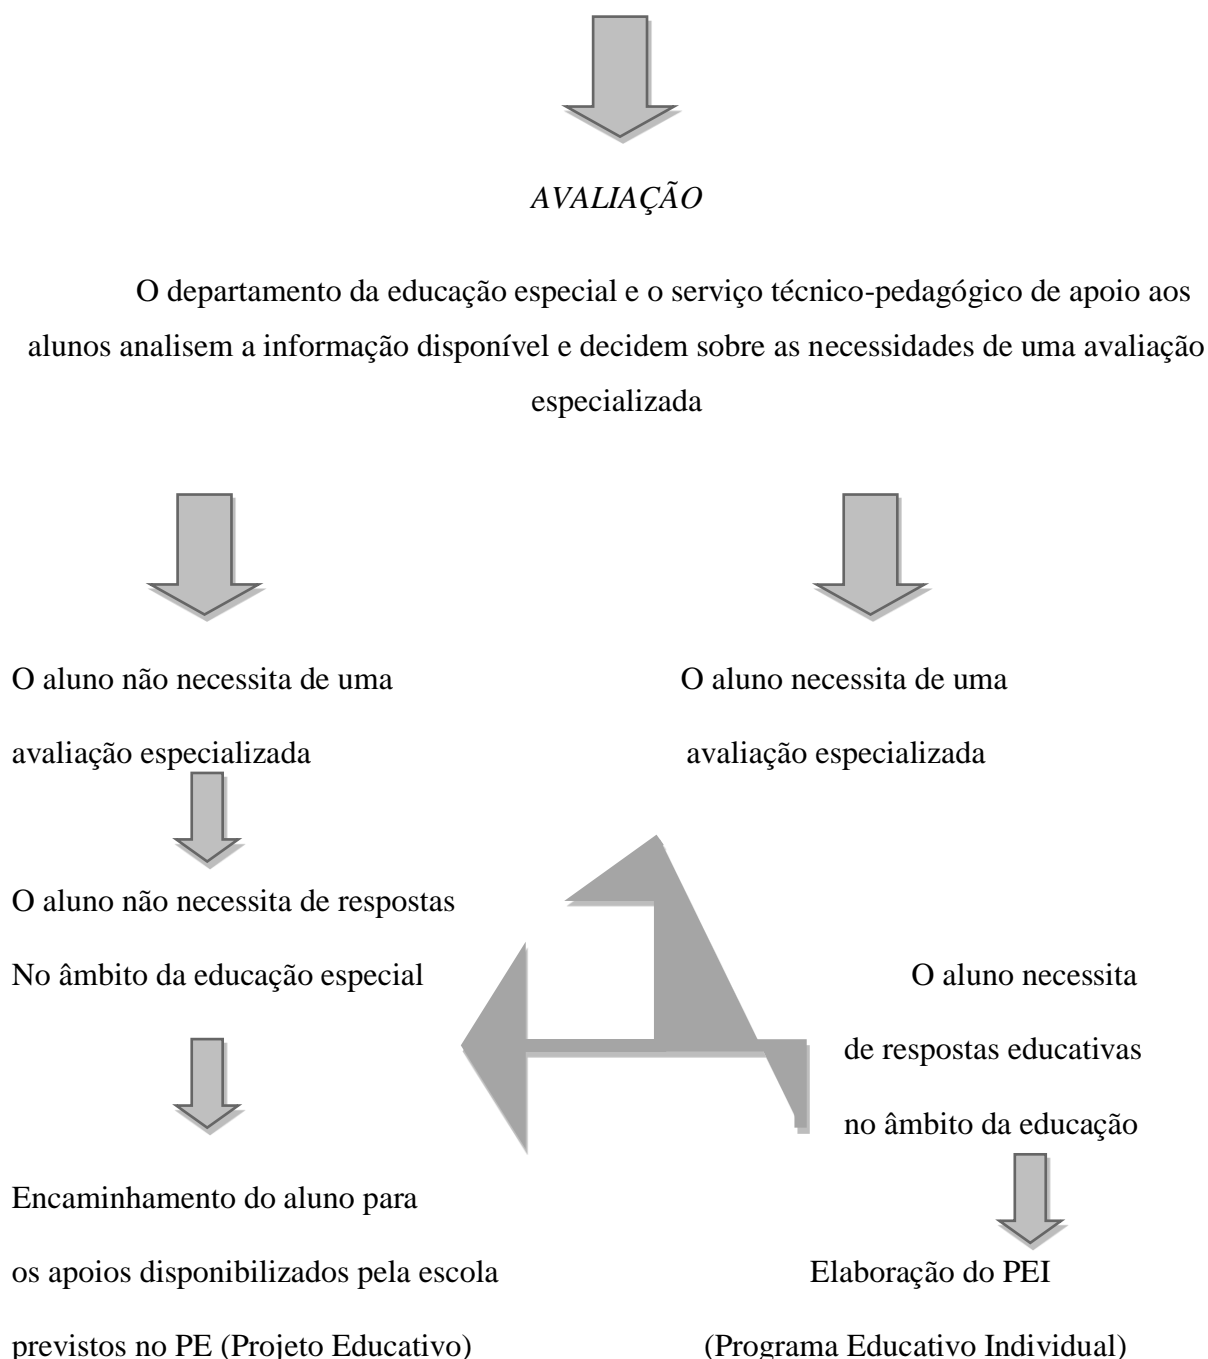 AVALIAÇÃO
O departamento da educação especial e o serviço técnico-pedagógico de apoio aos
alunos analisem a informação disponível e decidem sobre as necessidades de uma avaliação
especializada
O aluno não necessita de uma
avaliação especializada
O aluno necessita de uma
avaliação especializada
O aluno não necessita de respostas
No âmbito da educação especial
O aluno necessita
de respostas educativas
no âmbito da educação
Encaminhamento do aluno para
os apoios disponibilizados pela escola
previstos no PE (Projeto Educativo)
Elaboração do PEI
(Programa Educativo Individual)